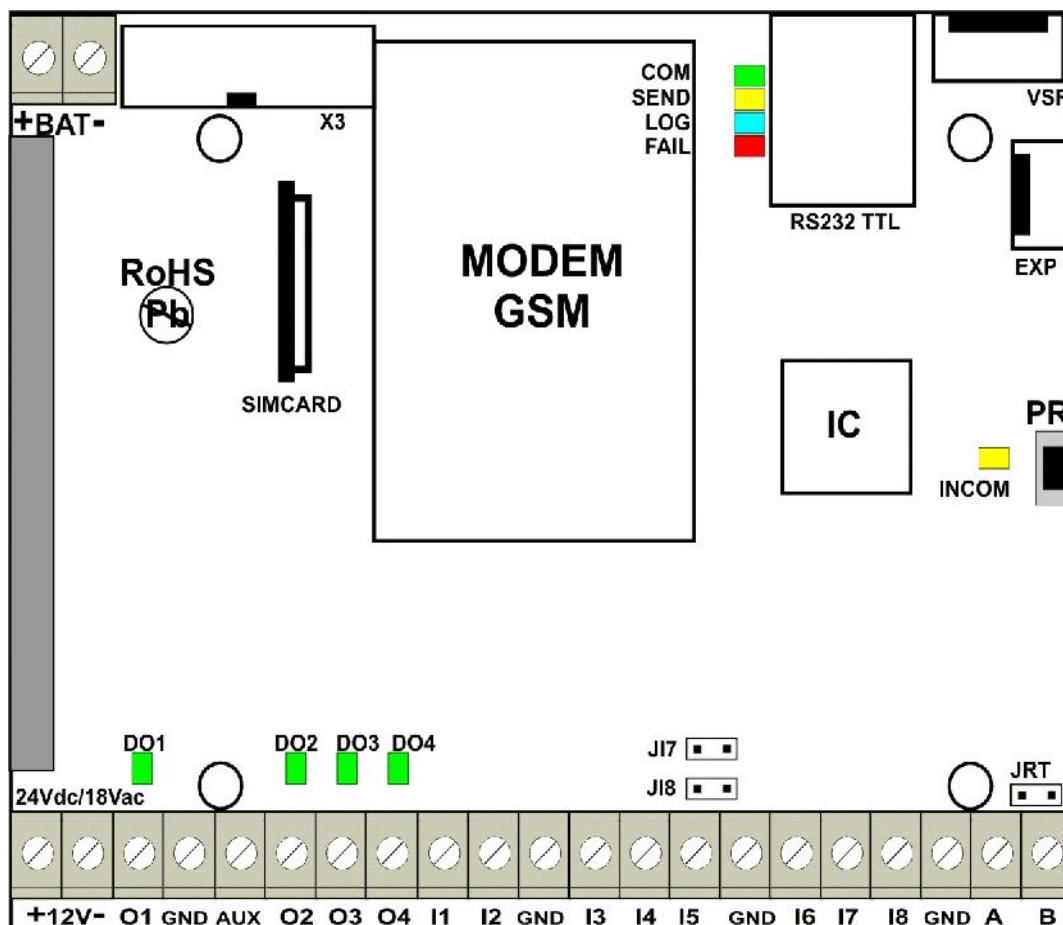 COM
SEND
LOG
FAIL
VSR
+BAT-
X3
RS232 TTL
EXP
RoHS
Pb
MODEM
GSM
SIMCARD
IC
PR
INCOM
DO1 DO2 DO3 DO4
JI7
JI8
JRT
24Vdc/18Vac
+12V- O1 GND AUX O2 O3 O4 I1 I2 GND I3 I4 I5 GND I6 I7 I8 GND A B